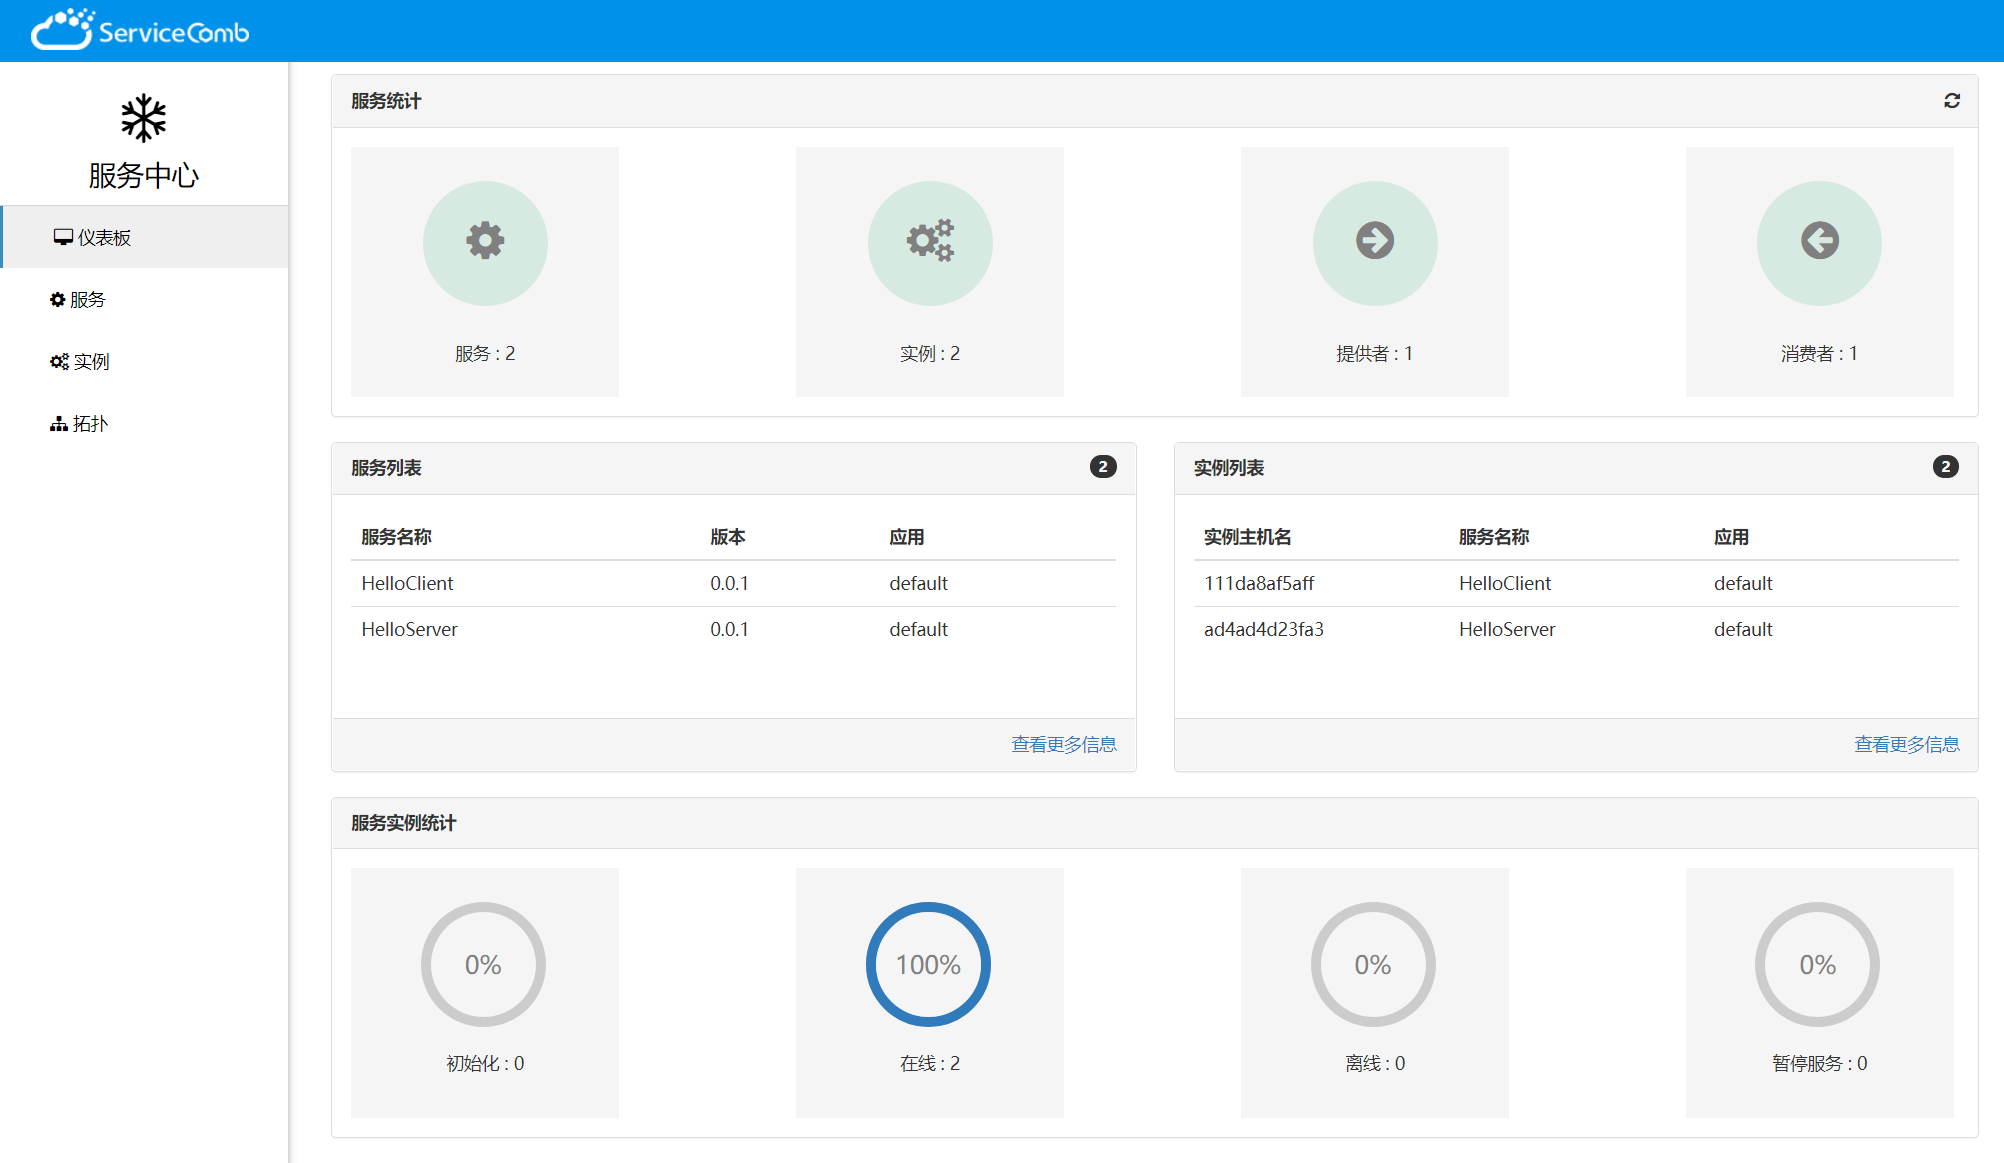 ServiceComb
服务中心
仪表板
服务
实例
拓扑
服务统计
服务 : 2
实例 : 2
提供者 : 1
消费者 : 1
服务列表 2
服务名称 版本 应用
HelloClient 0.0.1 default
HelloServer 0.0.1 default
查看更多信息
实例列表 2
实例主机名 服务名称 应用
111da8af5aff HelloClient default
ad4ad4d23fa3 HelloServer default
查看更多信息
服务实例统计
0%
初始化 : 0
100%
在线 : 2
0%
离线 : 0
0%
暂停服务 : 0